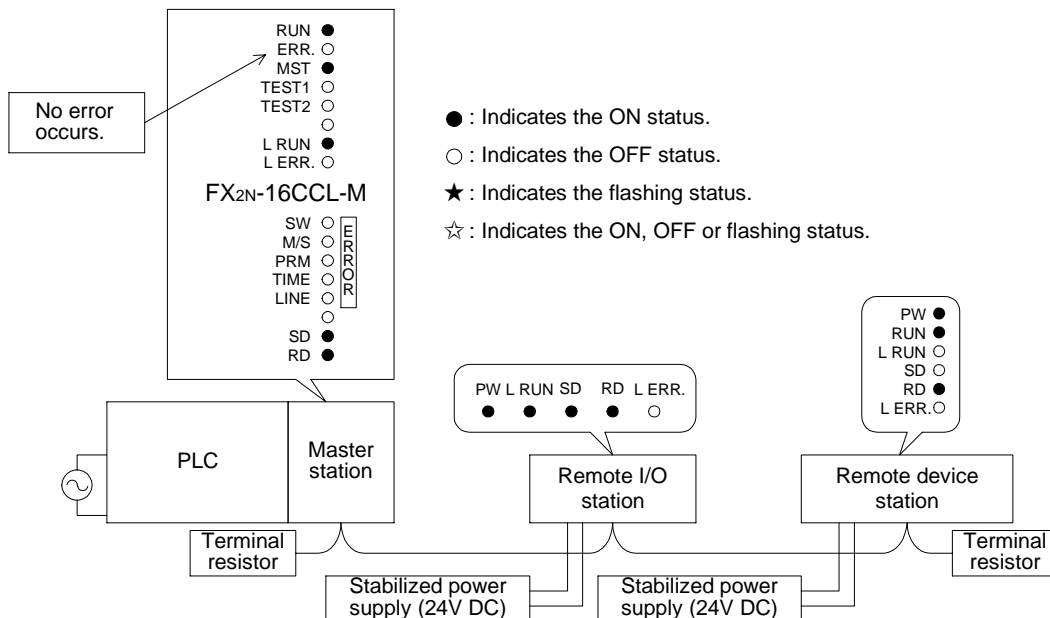 RUN
ERR.
MST
TEST1
TEST2
L RUN
L ERR.
FX2N-16CCL-M
SW
M/S
PRM
TIME
LINE
ERROR
SD
RD
No error
occurs.
● : Indicates the ON status.
○ : Indicates the OFF status.
★ : Indicates the flashing status.
☆ : Indicates the ON, OFF or flashing status.
PW L RUN SD RD L ERR.
PW
RUN
L RUN
SD
RD
L ERR.
PLC
Master
station
Remote I/O
station
Remote device
station
Terminal
resistor
Terminal
resistor
Stabilized power
supply (24V DC)
Stabilized power
supply (24V DC)